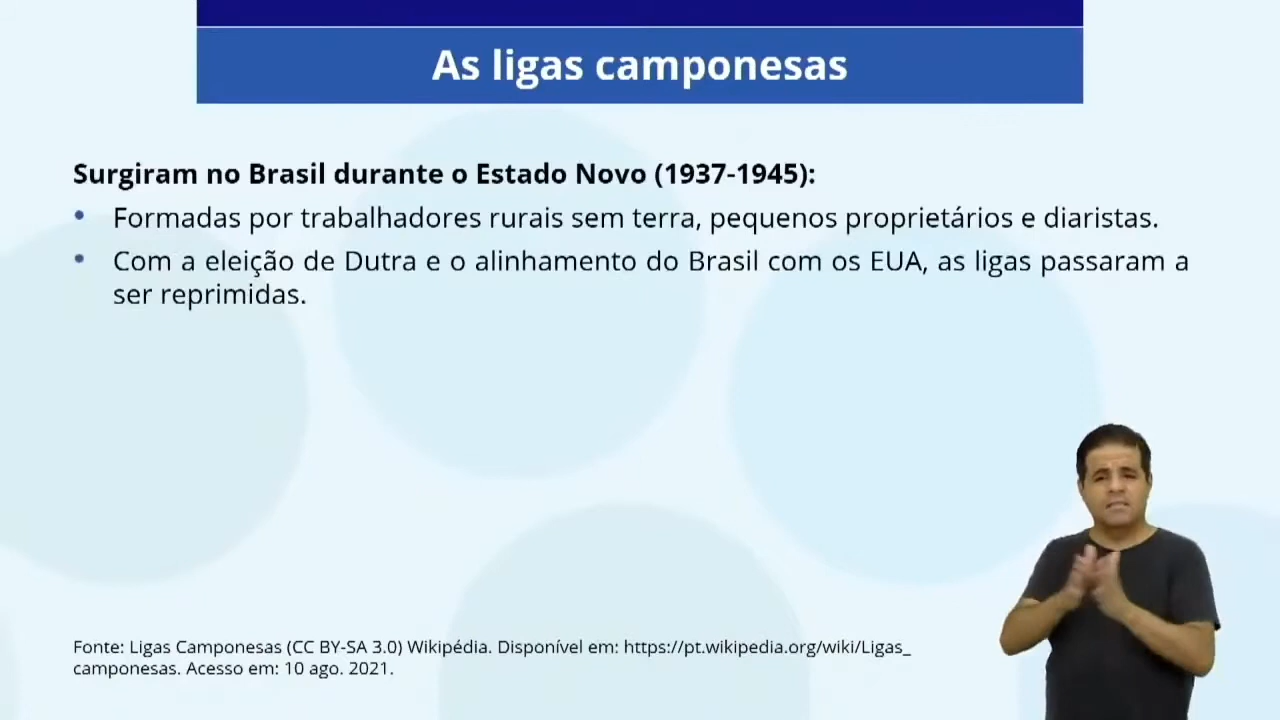 As ligas camponesas
Surgiram no Brasil durante o Estado Novo (1937-1945):
• Formadas por trabalhadores rurais sem terra, pequenos proprietários e diaristas.
• Com a eleição de Dutra e o alinhamento do Brasil com os EUA, as ligas passaram a
ser reprimidas.
Fonte: Ligas Camponesas (CC BY-SA 3.0) Wikipédia. Disponível em: https://pt.wikipedia.org/wiki/Ligas_
camponesas. Acesso em: 10 ago. 2021.